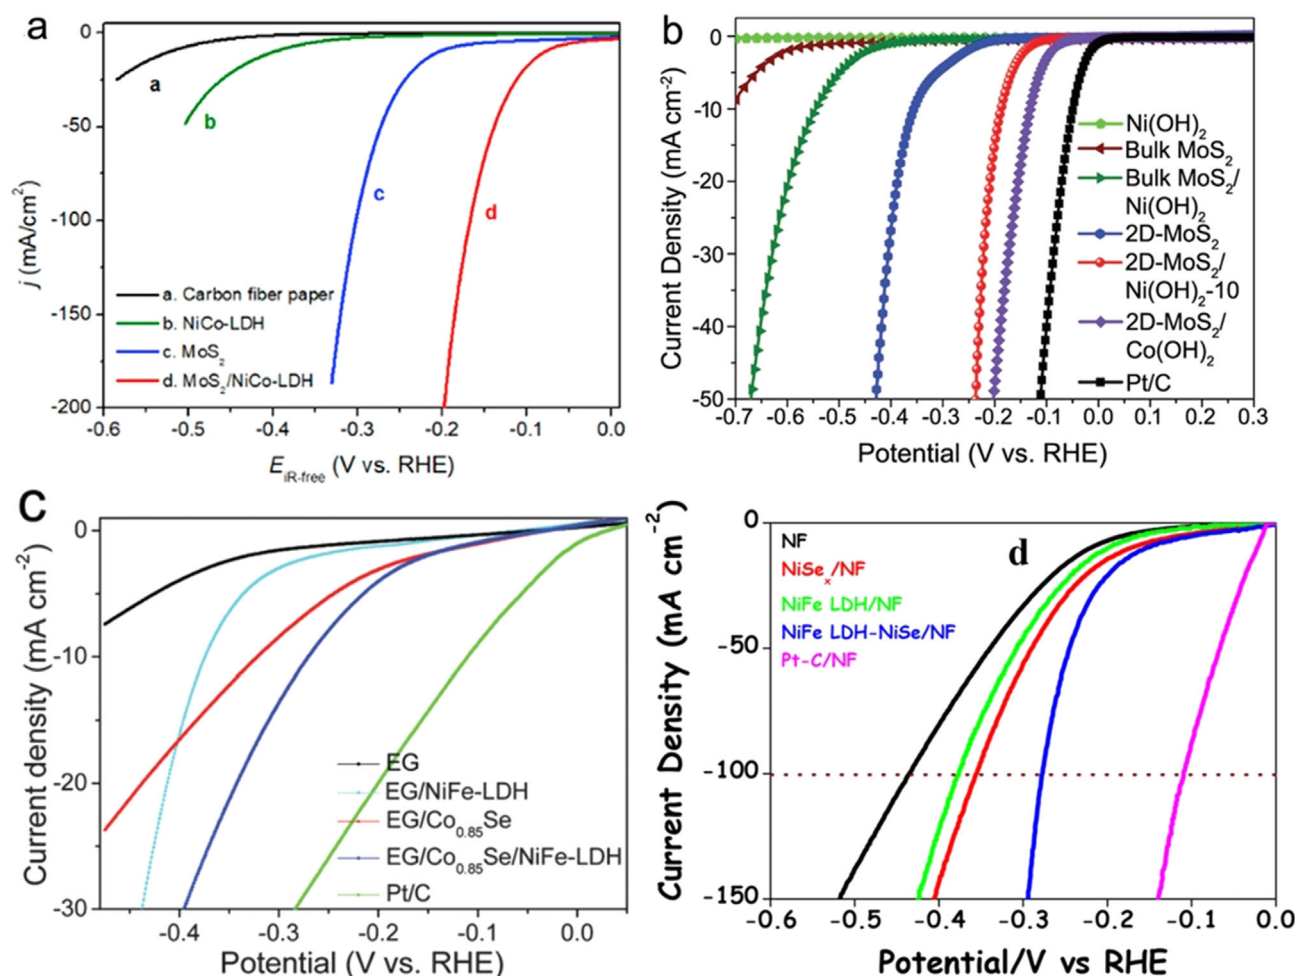 a
0
-50
-100
-150
-200
-0.6
-0.5
-0.4
-0.3
-0.2
-0.1
0.0
j (mA/cm²)
E_iR-free (V vs. RHE)
a
b
c
d
a. Carbon fiber paper
b. NiCo-LDH
c. MoS₂
d. MoS₂/NiCo-LDH
b
0
-10
-20
-30
-40
-50
-0.7
-0.6
-0.5
-0.4
-0.3
-0.2
-0.1
0.0
0.1
0.2
0.3
Current Density (mA cm⁻²)
Potential (V vs. RHE)
Ni(OH)₂
Bulk MoS₂
Bulk MoS₂/
Ni(OH)₂
2D-MoS₂
2D-MoS₂/
Ni(OH)₂-10
2D-MoS₂/
Co(OH)₂
Pt/C
c
0
-10
-20
-30
-0.4
-0.3
-0.2
-0.1
0.0
Current density (mA cm⁻²)
Potential (V vs. RHE)
EG
EG/NiFe-LDH
EG/Co₀.₈₅Se
EG/Co₀.₈₅Se/NiFe-LDH
Pt/C
d
0
-50
-100
-150
-0.6
-0.5
-0.4
-0.3
-0.2
-0.1
0.0
Current Density (mA cm⁻²)
Potential/V vs RHE
NF
NiSeₓ/NF
NiFe LDH/NF
NiFe LDH-NiSe/NF
Pt-C/NF